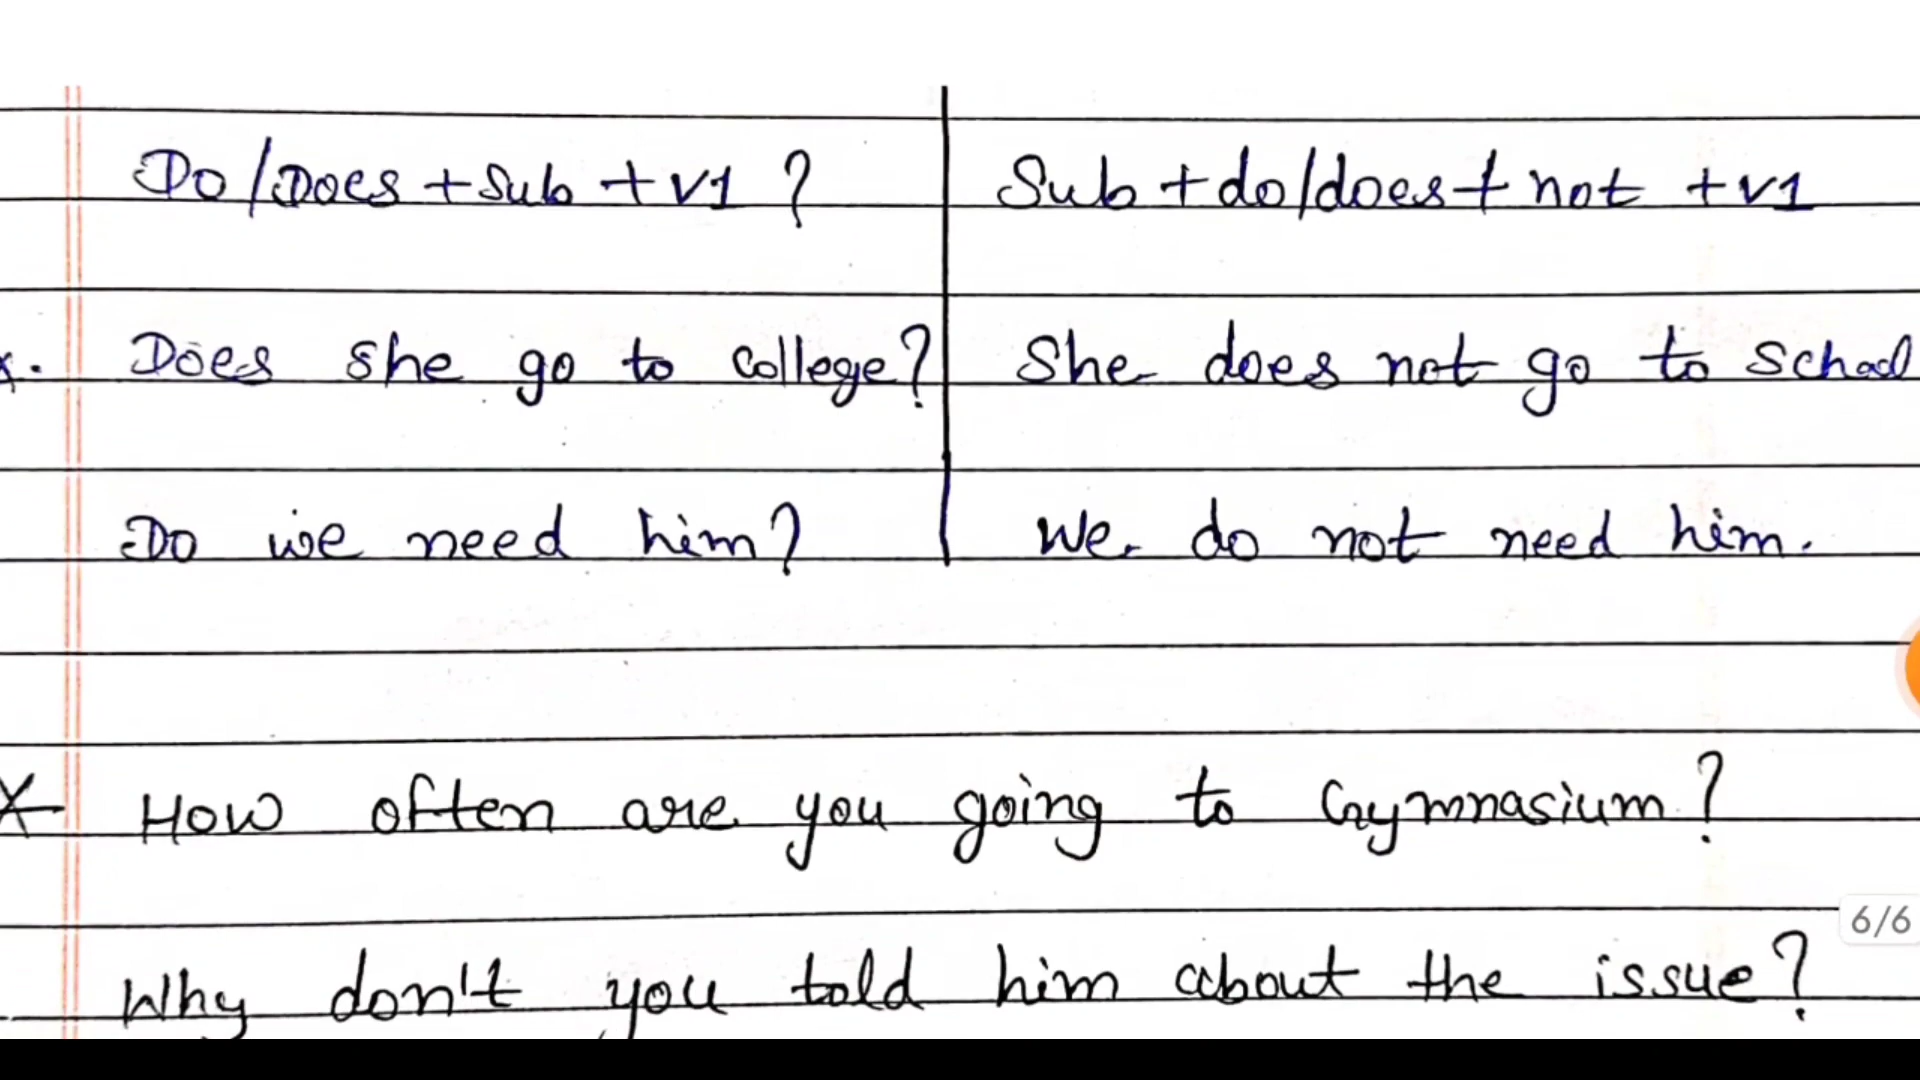 Do/Does + Sub + V1 ?
Sub + do/does + not + V1
Does she go to college?
She does not go to school
Do we need him?
We do not need him.
How often are you going to Gymnasium?
6/6
Why don't you told him about the issue?